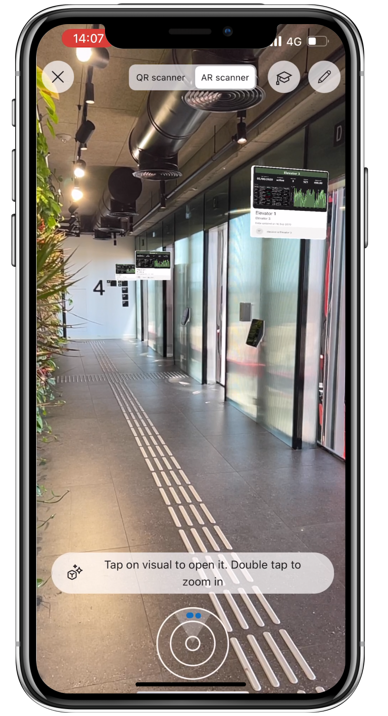 14:07
4G
QR scanner
AR scanner
D
4
Elevator 3
Tap on visual to open it. Double tap to
zoom in